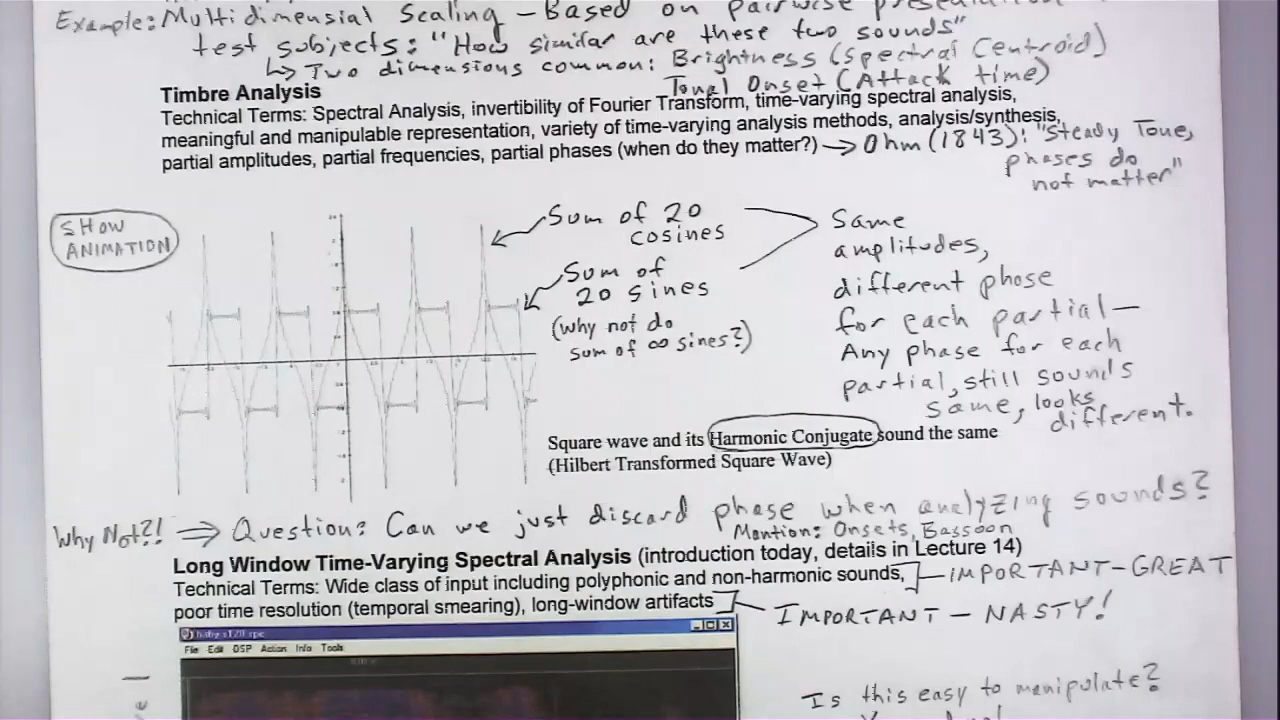 Example: Multidimensial Scaling - Based on pairwise
test subjects: "How similar are these two sounds"
↳ Two dimensions common: Brightness (Spectral Centroid)
Tonal Onset (Attack time)
Timbre Analysis
Technical Terms: Spectral Analysis, invertibility of Fourier Transform, time-varying spectral analysis,
meaningful and manipulable representation, variety of time-varying analysis methods, analysis/synthesis,
partial amplitudes, partial frequencies, partial phases (when do they matter?) → Ohm (1843): "Steady Tone,
phases do
not matter"
SHOW
ANIMATION
Sum of 20
cosines
Sum of
20 sines
(why not do
sum of ∞ sines?)
Same
amplitudes,
different phose
for each partial—
Any phase for each
partial, still sounds
same, looks
different.
Square wave and its Harmonic Conjugate sound the same
(Hilbert Transformed Square Wave)
Why Not?! ⇒ Question: Can we just discard phase when analyzing sounds?
Mention: Onsets, Bassoon
Long Window Time-Varying Spectral Analysis (introduction today, details in Lecture 14)
Technical Terms: Wide class of input including polyphonic and non-harmonic sounds, IMPORTANT-GREAT
poor time resolution (temporal smearing), long-window artifacts IMPORTANT - NASTY!
File Edit DSP Action Info Tools
Is this easy to manipulate?